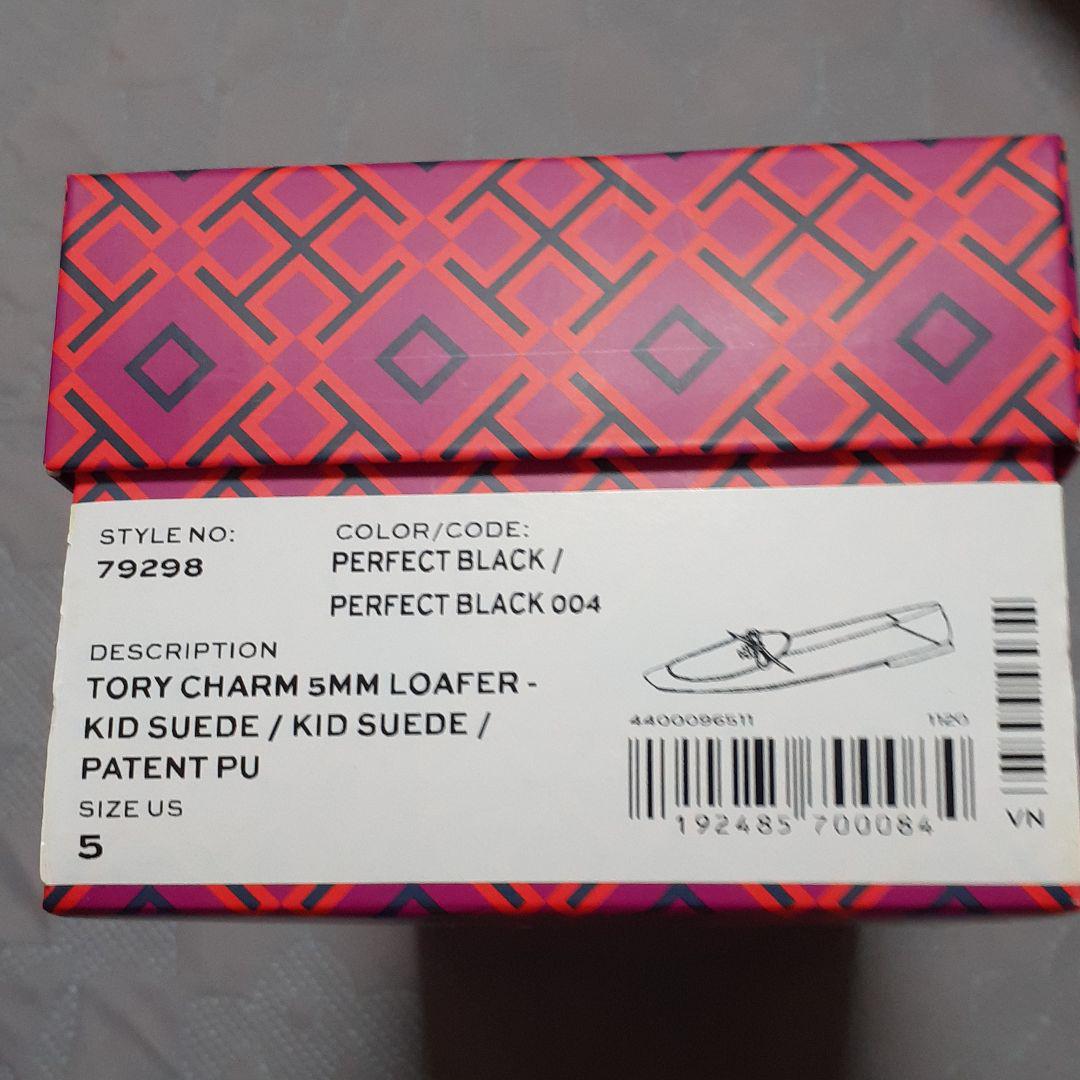 STYLE NO:
79298
COLOR/CODE:
PERFECT BLACK /
PERFECT BLACK 004
DESCRIPTION
TORY CHARM 5MM LOAFER -
KID SUEDE / KID SUEDE /
PATENT PU
SIZE US
5
4400096511 1120
192485 700084
VN